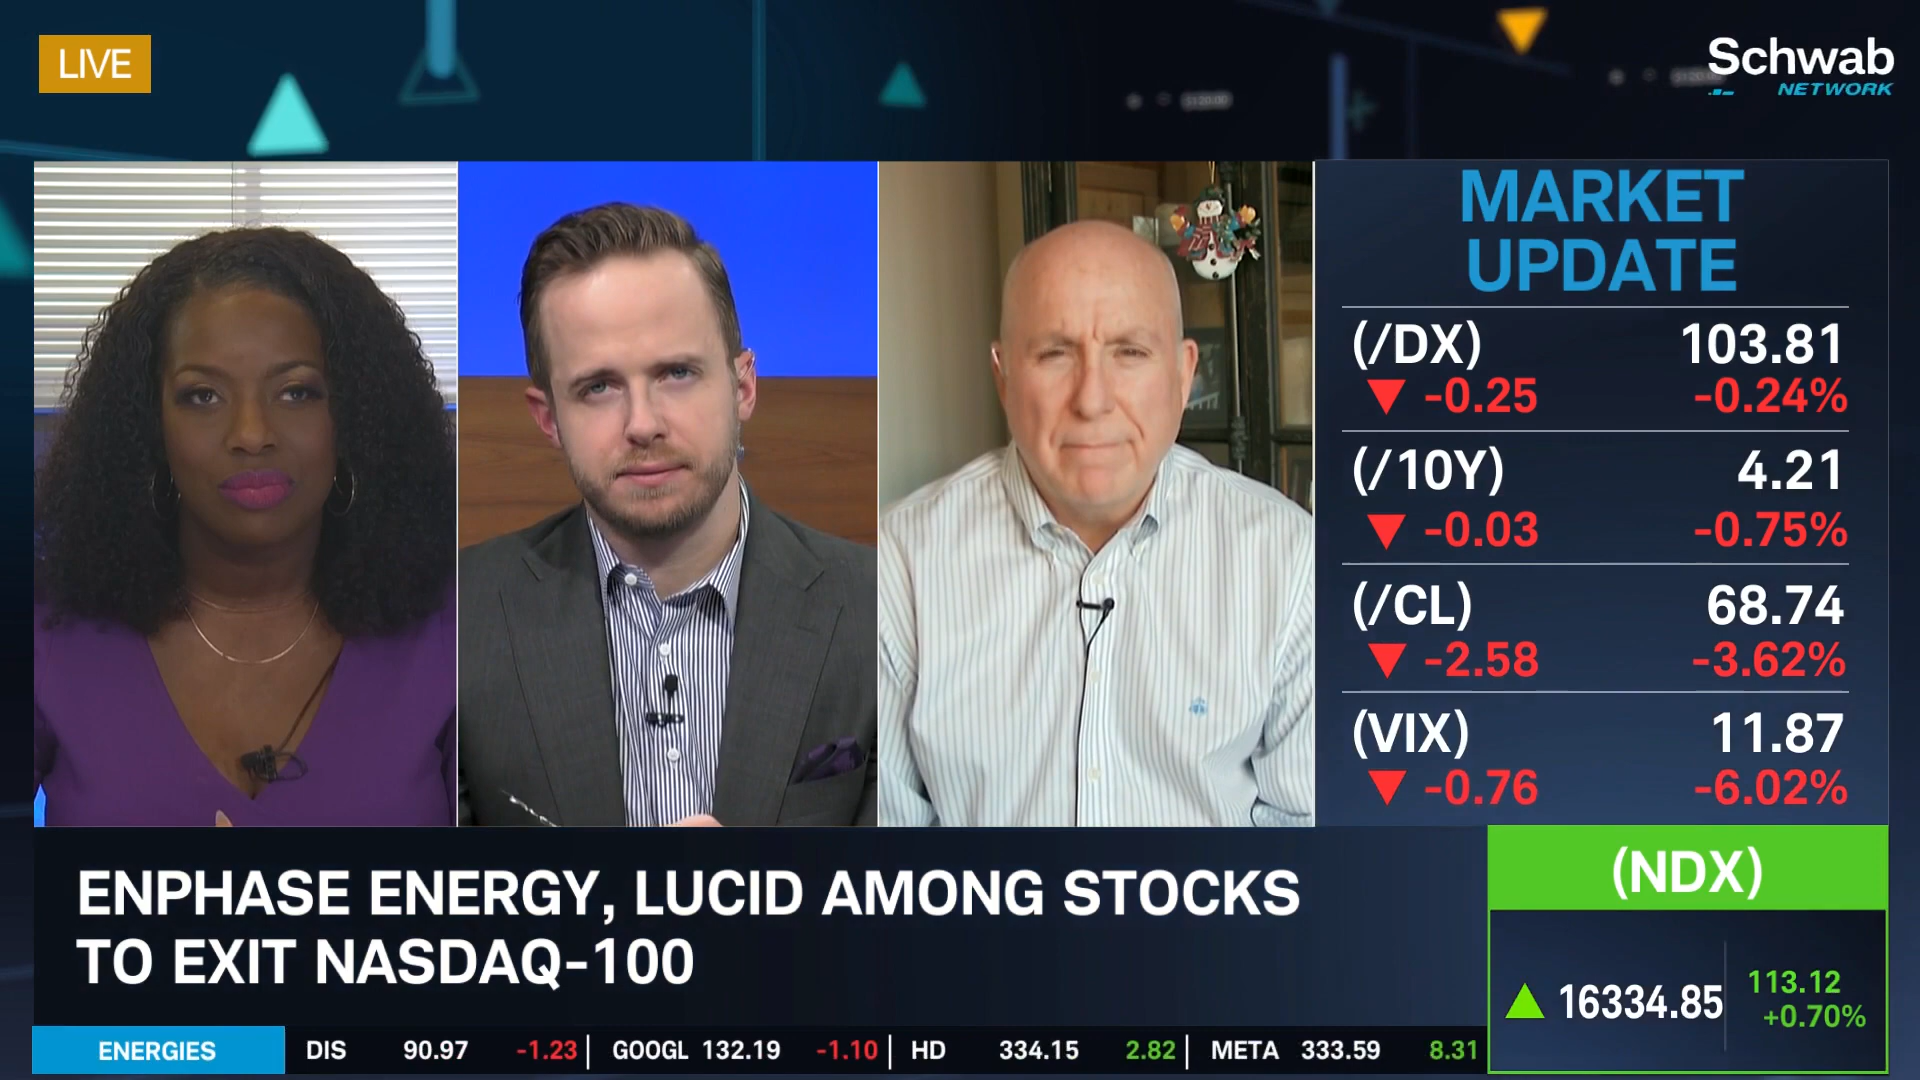 LIVE
Schwab
NETWORK
MARKET
UPDATE
(/DX) 103.81
▼ -0.25 -0.24%
(/10Y) 4.21
▼ -0.03 -0.75%
(/CL) 68.74
▼ -2.58 -3.62%
(VIX) 11.87
▼ -0.76 -6.02%
ENPHASE ENERGY, LUCID AMONG STOCKS
TO EXIT NASDAQ-100
(NDX)
▲ 16334.85 113.12
+0.70%
ENERGIES DIS 90.97 -1.23 | GOOGL 132.19 -1.10 | HD 334.15 2.82 | META 333.59 8.31